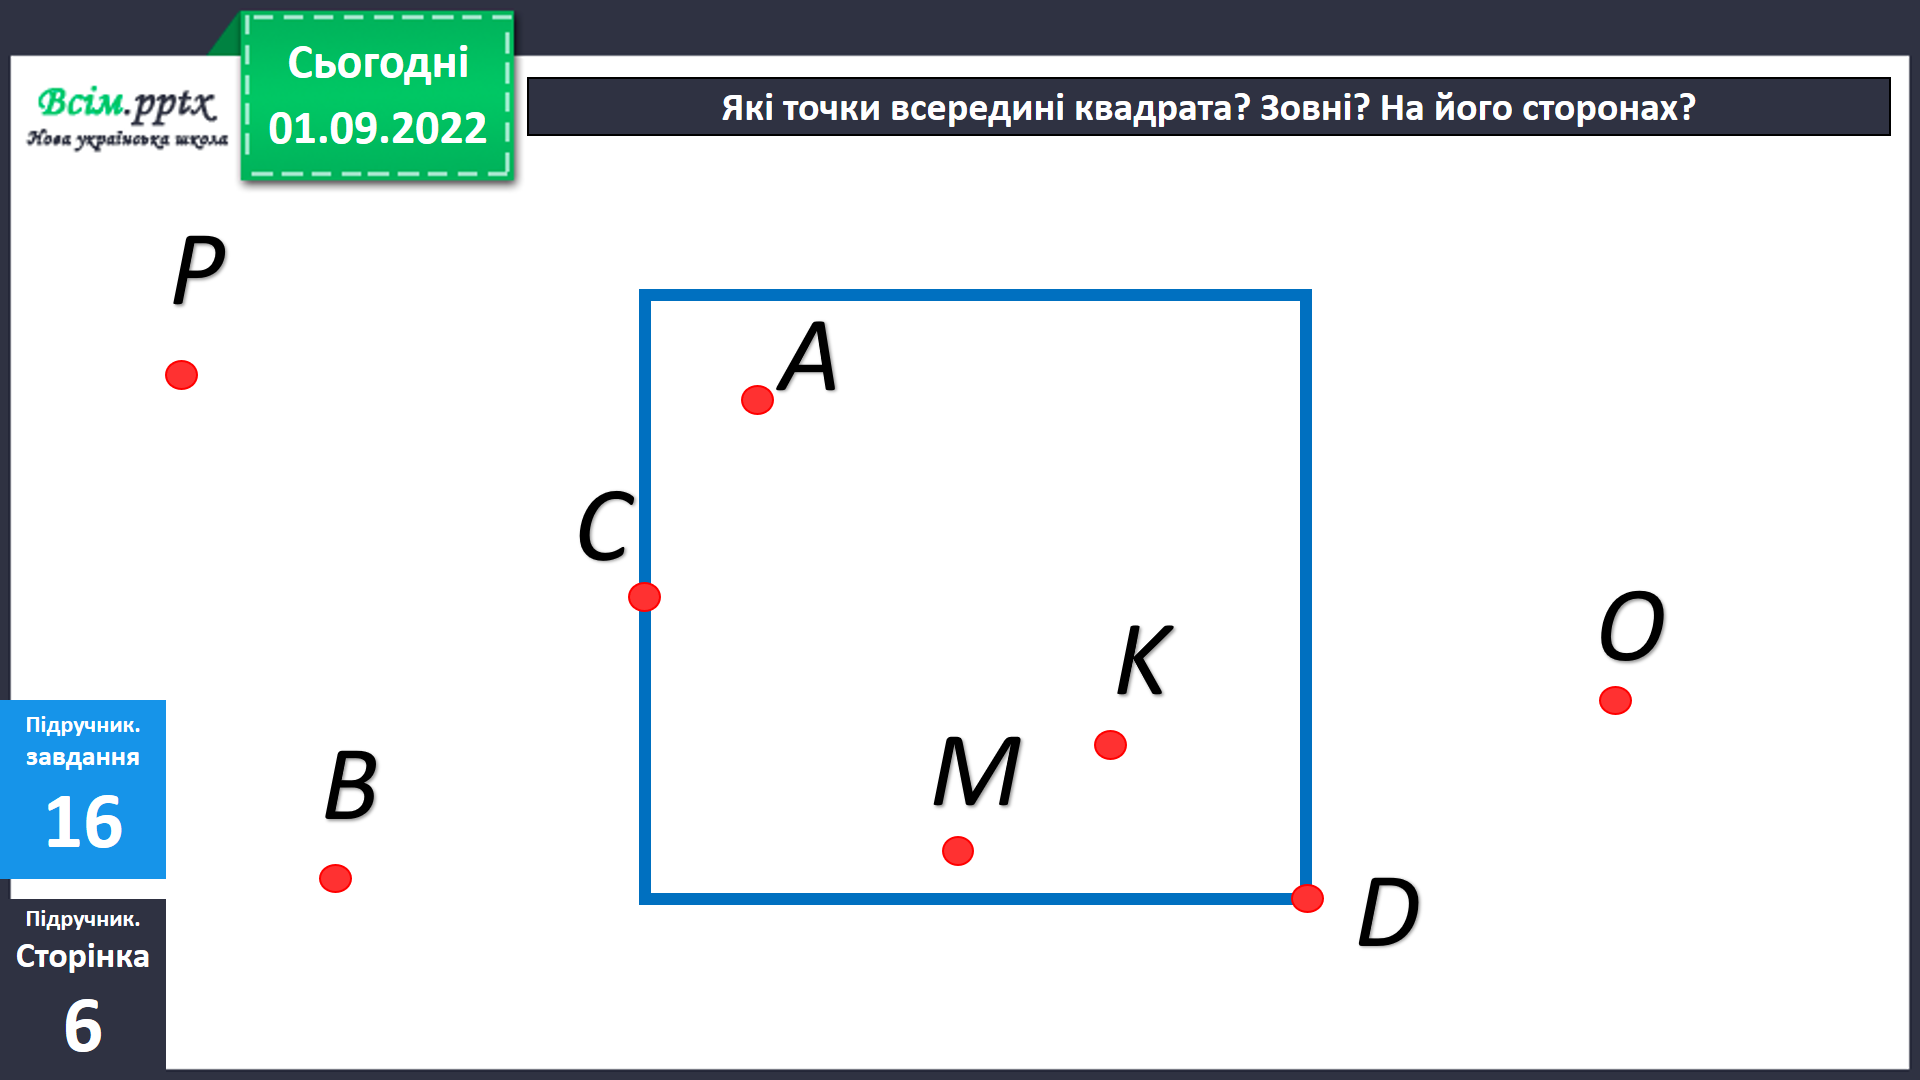 Всім.pptx
Нова українська школа
Сьогодні
01.09.2022
Які точки всередині квадрата? Зовні? На його сторонах?
P
A
C
K
O
M
B
D
Підручник.
завдання
16
Підручник.
Сторінка
6